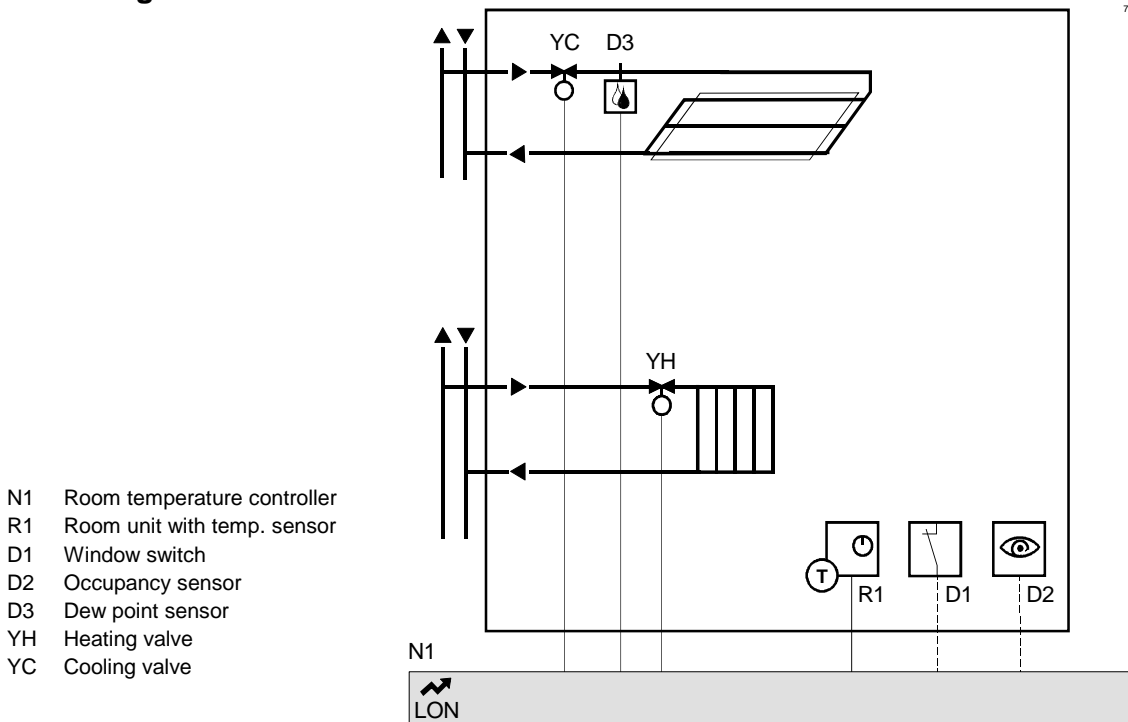 7
YC D3
YH
N1 Room temperature controller
R1 Room unit with temp. sensor
D1 Window switch
D2 Occupancy sensor
D3 Dew point sensor
YH Heating valve
YC Cooling valve
T
R1 D1 D2
N1
LON